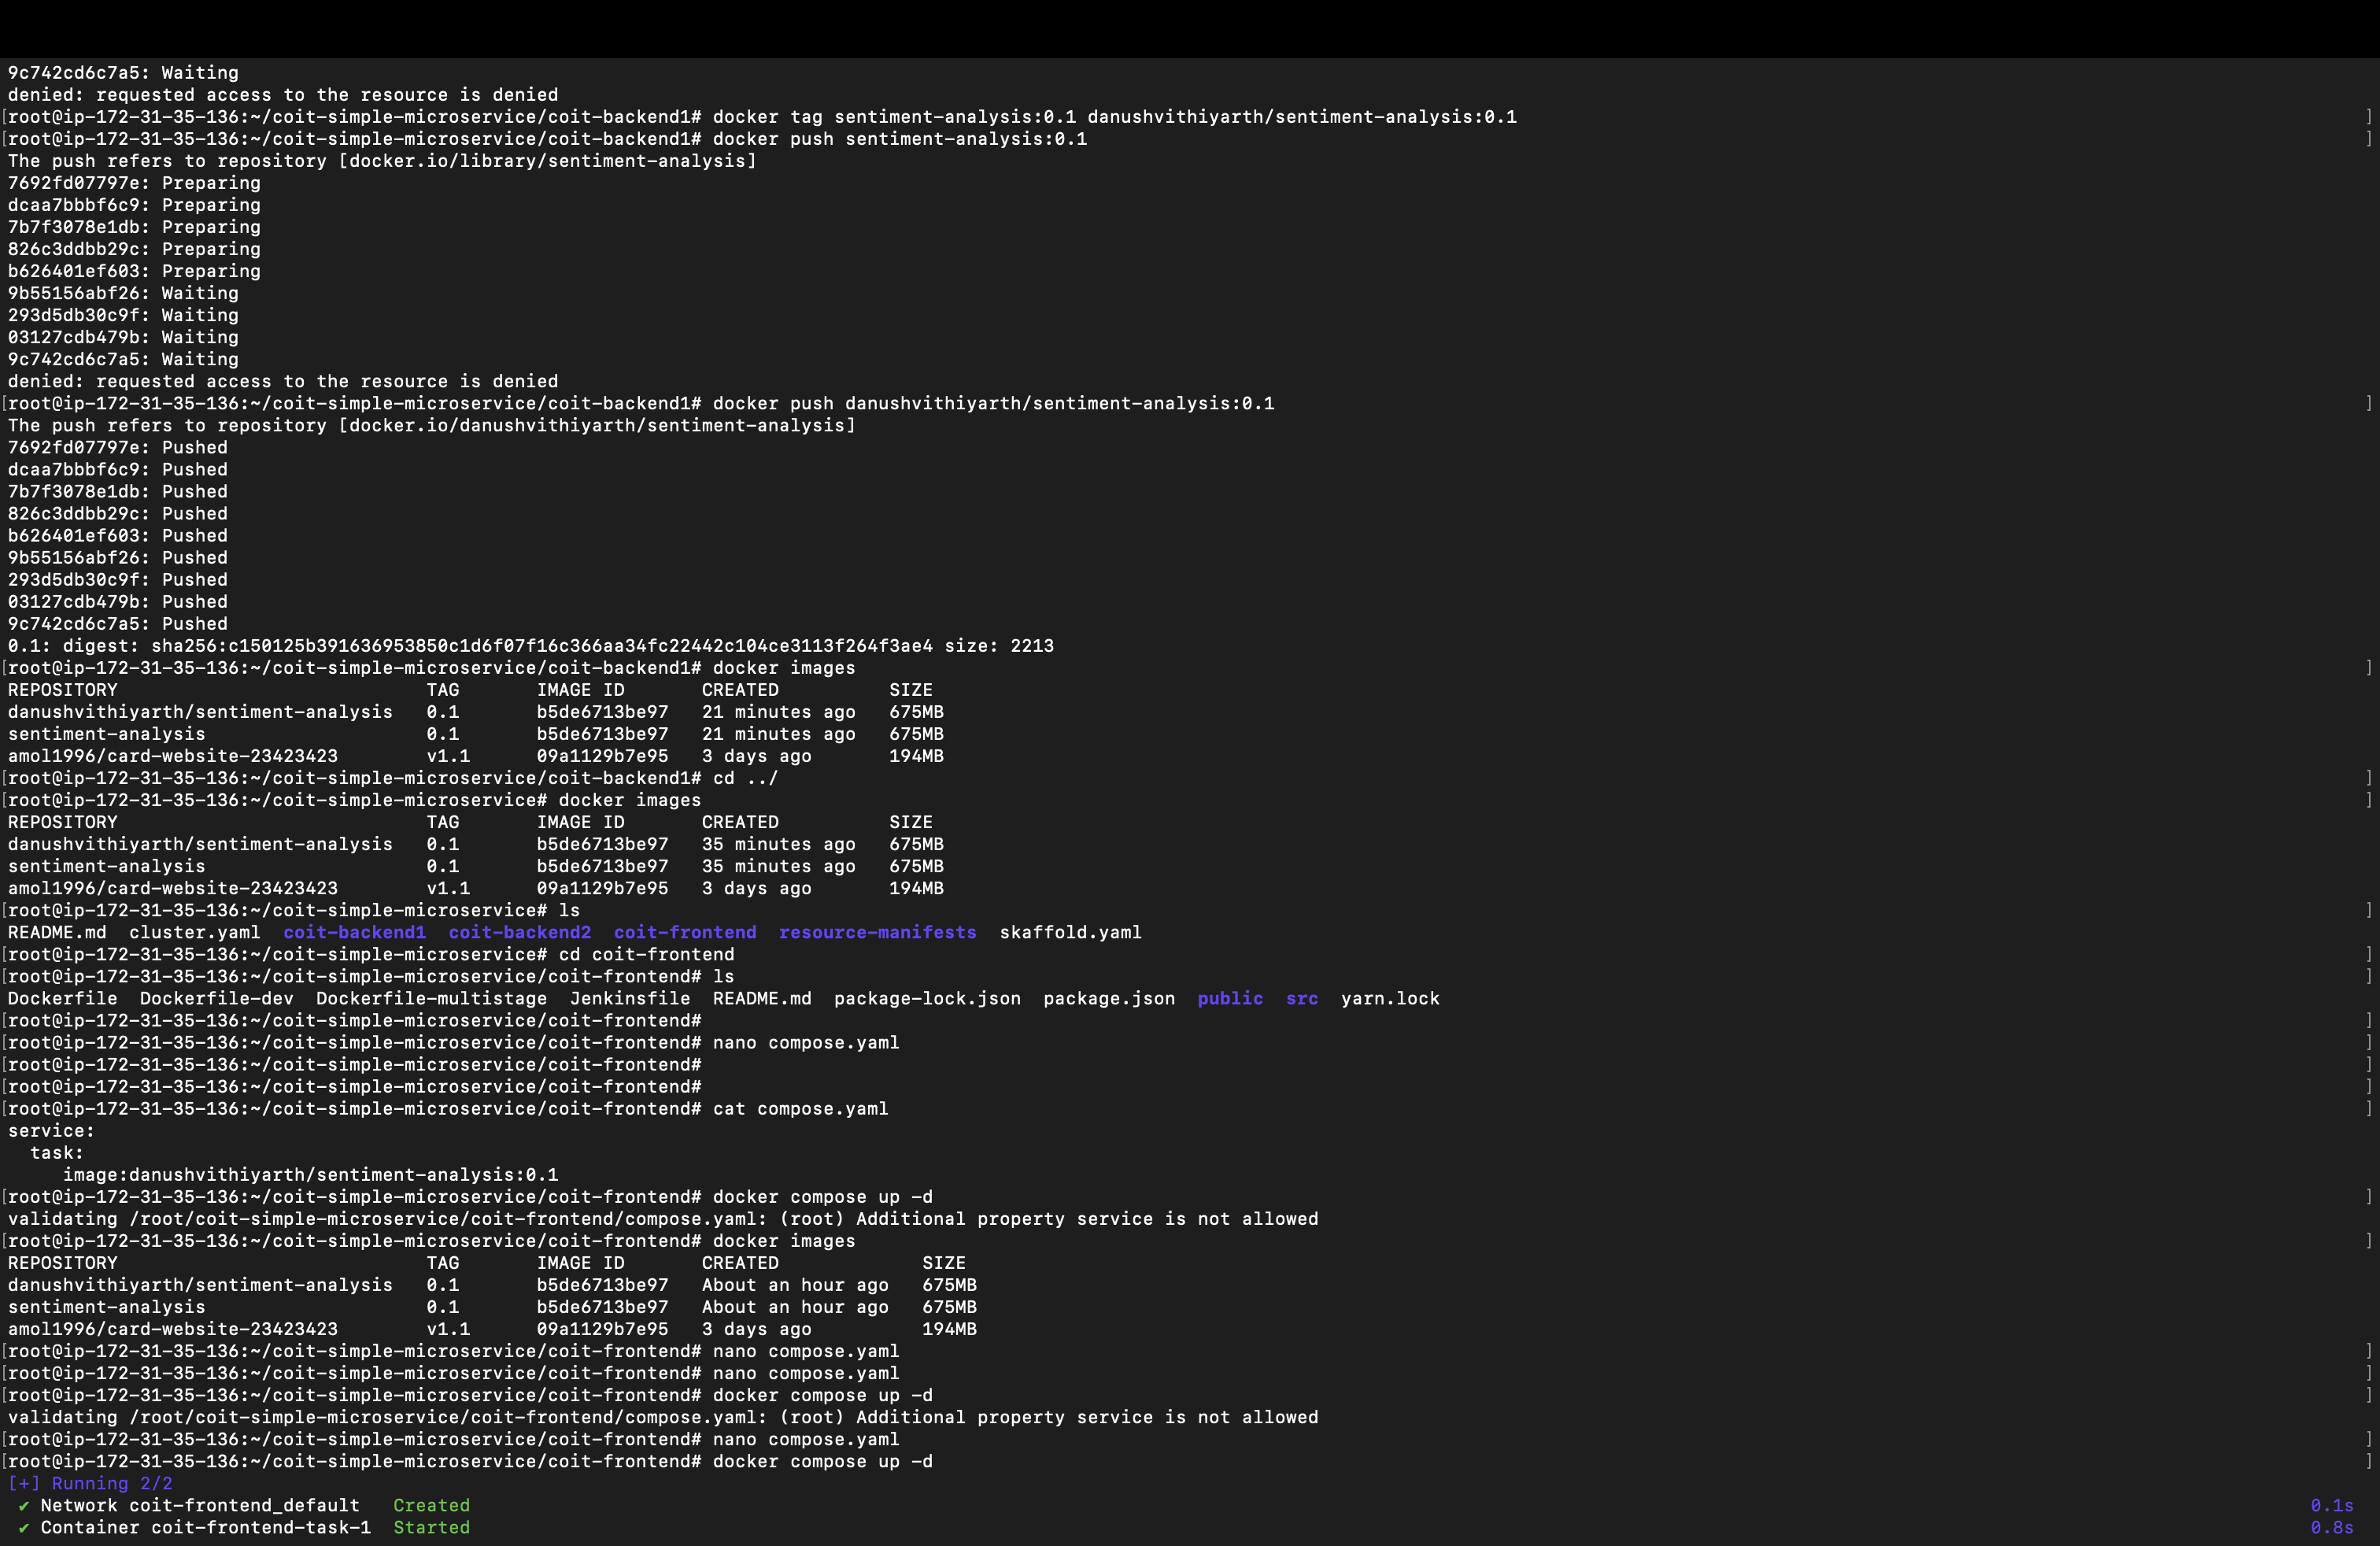 9c742cd6c7a5: Waiting
denied: requested access to the resource is denied
[root@ip-172-31-35-136:~/coit-simple-microservice/coit-backend1# docker tag sentiment-analysis:0.1 danushvithiyarth/sentiment-analysis:0.1 ]
[root@ip-172-31-35-136:~/coit-simple-microservice/coit-backend1# docker push sentiment-analysis:0.1 ]
The push refers to repository [docker.io/library/sentiment-analysis]
7692fd07797e: Preparing
dcaa7bbbf6c9: Preparing
7b7f3078e1db: Preparing
826c3ddbb29c: Preparing
b626401ef603: Preparing
9b55156abf26: Waiting
293d5db30c9f: Waiting
03127cdb479b: Waiting
9c742cd6c7a5: Waiting
denied: requested access to the resource is denied
[root@ip-172-31-35-136:~/coit-simple-microservice/coit-backend1# docker push danushvithiyarth/sentiment-analysis:0.1 ]
The push refers to repository [docker.io/danushvithiyarth/sentiment-analysis]
7692fd07797e: Pushed
dcaa7bbbf6c9: Pushed
7b7f3078e1db: Pushed
826c3ddbb29c: Pushed
b626401ef603: Pushed
9b55156abf26: Pushed
293d5db30c9f: Pushed
03127cdb479b: Pushed
9c742cd6c7a5: Pushed
0.1: digest: sha256:c150125b391636953850c1d6f07f16c366aa34fc22442c104ce3113f264f3ae4 size: 2213
[root@ip-172-31-35-136:~/coit-simple-microservice/coit-backend1# docker images ]
REPOSITORY TAG IMAGE ID CREATED SIZE
danushvithiyarth/sentiment-analysis 0.1 b5de6713be97 21 minutes ago 675MB
sentiment-analysis 0.1 b5de6713be97 21 minutes ago 675MB
amol1996/card-website-23423423 v1.1 09a1129b7e95 3 days ago 194MB
[root@ip-172-31-35-136:~/coit-simple-microservice/coit-backend1# cd ../ ]
[root@ip-172-31-35-136:~/coit-simple-microservice# docker images ]
REPOSITORY TAG IMAGE ID CREATED SIZE
danushvithiyarth/sentiment-analysis 0.1 b5de6713be97 35 minutes ago 675MB
sentiment-analysis 0.1 b5de6713be97 35 minutes ago 675MB
amol1996/card-website-23423423 v1.1 09a1129b7e95 3 days ago 194MB
[root@ip-172-31-35-136:~/coit-simple-microservice# ls ]
README.md cluster.yaml coit-backend1 coit-backend2 coit-frontend resource-manifests skaffold.yaml
[root@ip-172-31-35-136:~/coit-simple-microservice# cd coit-frontend ]
[root@ip-172-31-35-136:~/coit-simple-microservice/coit-frontend# ls ]
Dockerfile Dockerfile-dev Dockerfile-multistage Jenkinsfile README.md package-lock.json package.json public src yarn.lock
[root@ip-172-31-35-136:~/coit-simple-microservice/coit-frontend# ]
[root@ip-172-31-35-136:~/coit-simple-microservice/coit-frontend# nano compose.yaml ]
[root@ip-172-31-35-136:~/coit-simple-microservice/coit-frontend# ]
[root@ip-172-31-35-136:~/coit-simple-microservice/coit-frontend# ]
[root@ip-172-31-35-136:~/coit-simple-microservice/coit-frontend# cat compose.yaml ]
service:
task:
image:danushvithiyarth/sentiment-analysis:0.1
[root@ip-172-31-35-136:~/coit-simple-microservice/coit-frontend# docker compose up -d ]
validating /root/coit-simple-microservice/coit-frontend/compose.yaml: (root) Additional property service is not allowed
[root@ip-172-31-35-136:~/coit-simple-microservice/coit-frontend# docker images ]
REPOSITORY TAG IMAGE ID CREATED SIZE
danushvithiyarth/sentiment-analysis 0.1 b5de6713be97 About an hour ago 675MB
sentiment-analysis 0.1 b5de6713be97 About an hour ago 675MB
amol1996/card-website-23423423 v1.1 09a1129b7e95 3 days ago 194MB
[root@ip-172-31-35-136:~/coit-simple-microservice/coit-frontend# nano compose.yaml ]
[root@ip-172-31-35-136:~/coit-simple-microservice/coit-frontend# nano compose.yaml ]
[root@ip-172-31-35-136:~/coit-simple-microservice/coit-frontend# docker compose up -d ]
validating /root/coit-simple-microservice/coit-frontend/compose.yaml: (root) Additional property service is not allowed
[root@ip-172-31-35-136:~/coit-simple-microservice/coit-frontend# nano compose.yaml ]
[root@ip-172-31-35-136:~/coit-simple-microservice/coit-frontend# docker compose up -d ]
[+] Running 2/2
✔ Network coit-frontend_default Created 0.1s
✔ Container coit-frontend-task-1 Started 0.8s